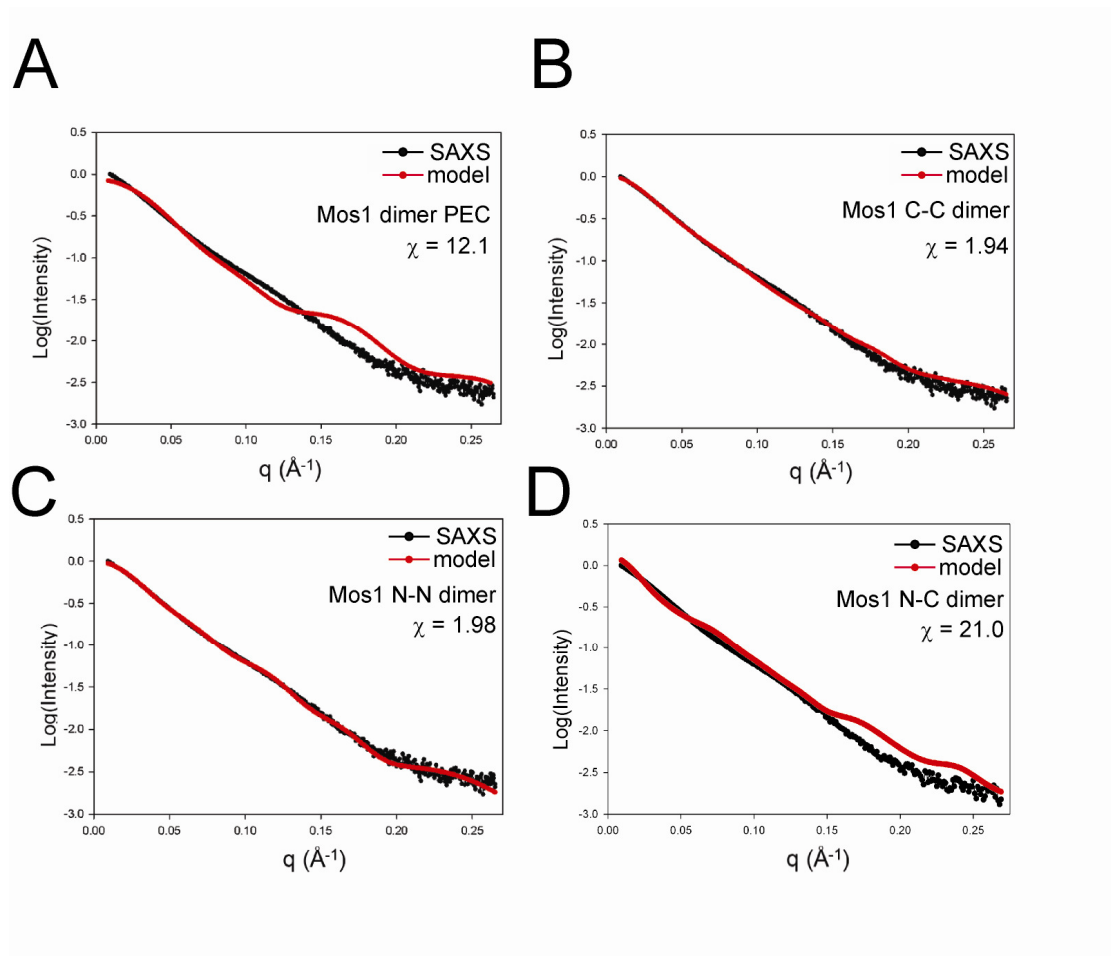 A
0.5
0.0
-0.5
-1.0
-1.5
-2.0
-2.5
-3.0
Log(Intensity)
SAXS
model
Mos1 dimer PEC
χ = 12.1
0.00 0.05 0.10 0.15 0.20 0.25
q (Å-1)
B
0.5
0.0
-0.5
-1.0
-1.5
-2.0
-2.5
-3.0
Log(Intensity)
SAXS
model
Mos1 C-C dimer
χ = 1.94
0.00 0.05 0.10 0.15 0.20 0.25
q (Å-1)
C
0.5
0.0
-0.5
-1.0
-1.5
-2.0
-2.5
-3.0
Log(Intensity)
SAXS
model
Mos1 N-N dimer
χ = 1.98
0.00 0.05 0.10 0.15 0.20 0.25
q (Å-1)
D
0.5
0.0
-0.5
-1.0
-1.5
-2.0
-2.5
-3.0
Log(Intensity)
SAXS
model
Mos1 N-C dimer
χ = 21.0
0.00 0.05 0.10 0.15 0.20 0.25
q (Å-1)